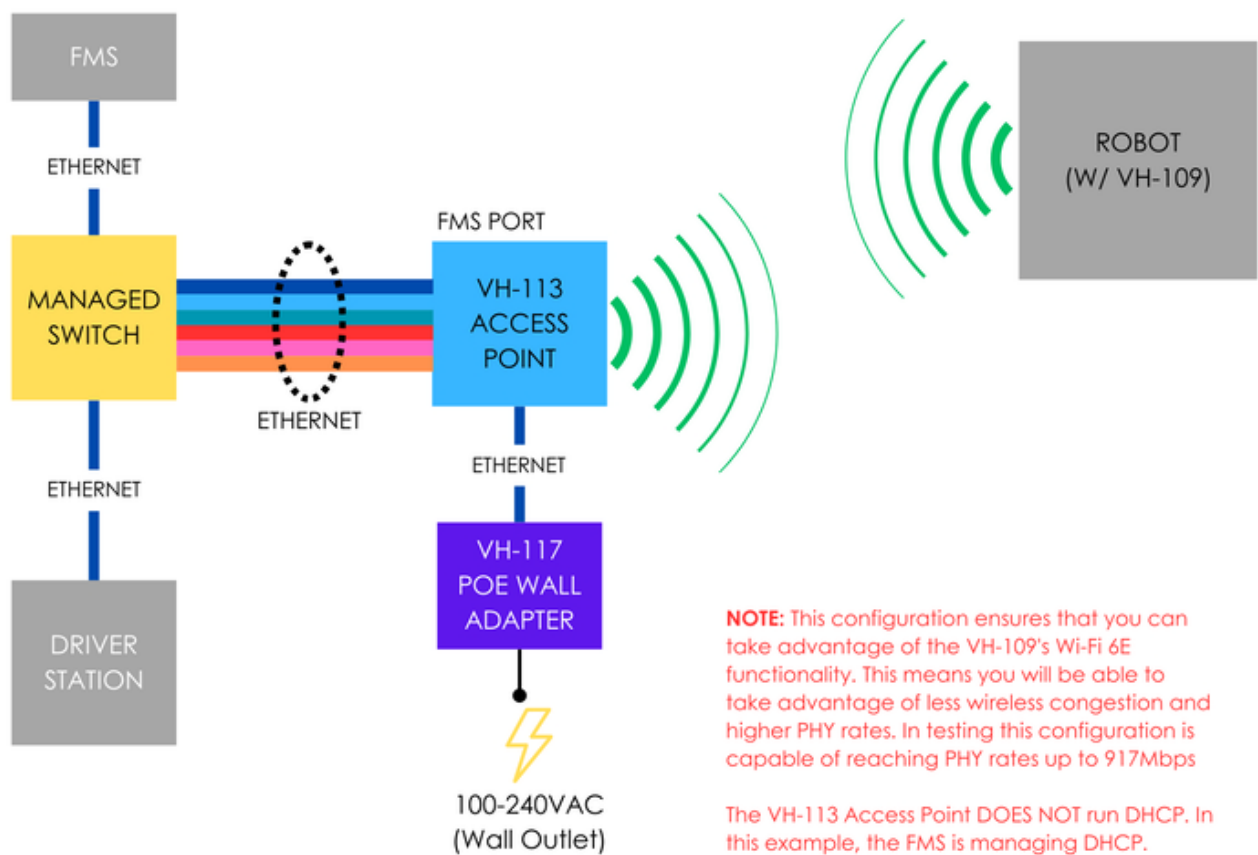 FMS
ETHERNET
MANAGED
SWITCH
ETHERNET
FMS PORT
VH-113
ACCESS
POINT
ROBOT
(W/ VH-109)
ETHERNET
DRIVER
STATION
ETHERNET
VH-117
POE WALL
ADAPTER
100-240VAC
(Wall Outlet)
NOTE: This configuration ensures that you can
take advantage of the VH-109's Wi-Fi 6E
functionality. This means you will be able to
take advantage of less wireless congestion and
higher PHY rates. In testing this configuration is
capable of reaching PHY rates up to 917Mbps
The VH-113 Access Point DOES NOT run DHCP. In
this example, the FMS is managing DHCP.